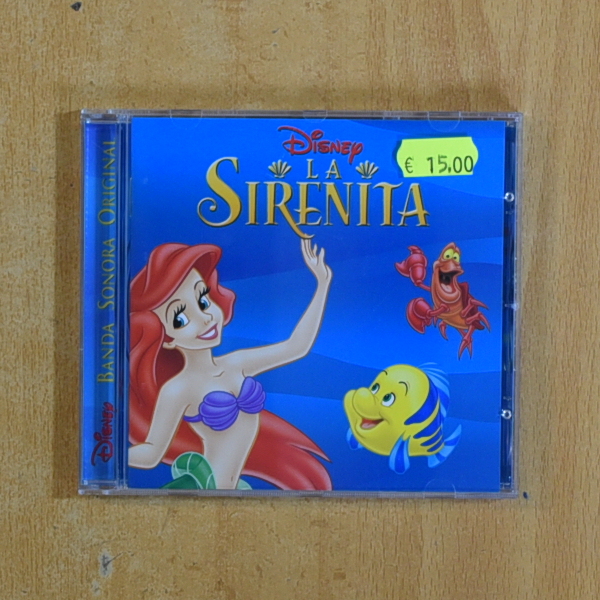 Disney
LA
SIRENITA
€ 15,00
Disney BANDA SONORA ORIGINAL